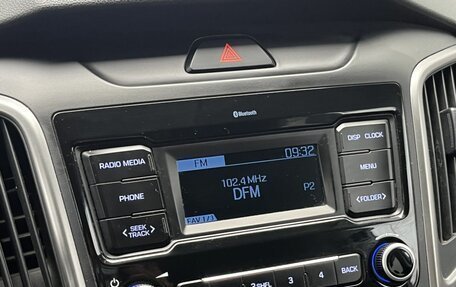 Bluetooth
DISP CLOCK
RADIO MEDIA
FM 09:32
MENU
102.4 MHz
PHONE
DFM
P2
<FOLDER>
SEEK
TRACK
FAV 1/3
2 SHFL 3 4 BACK